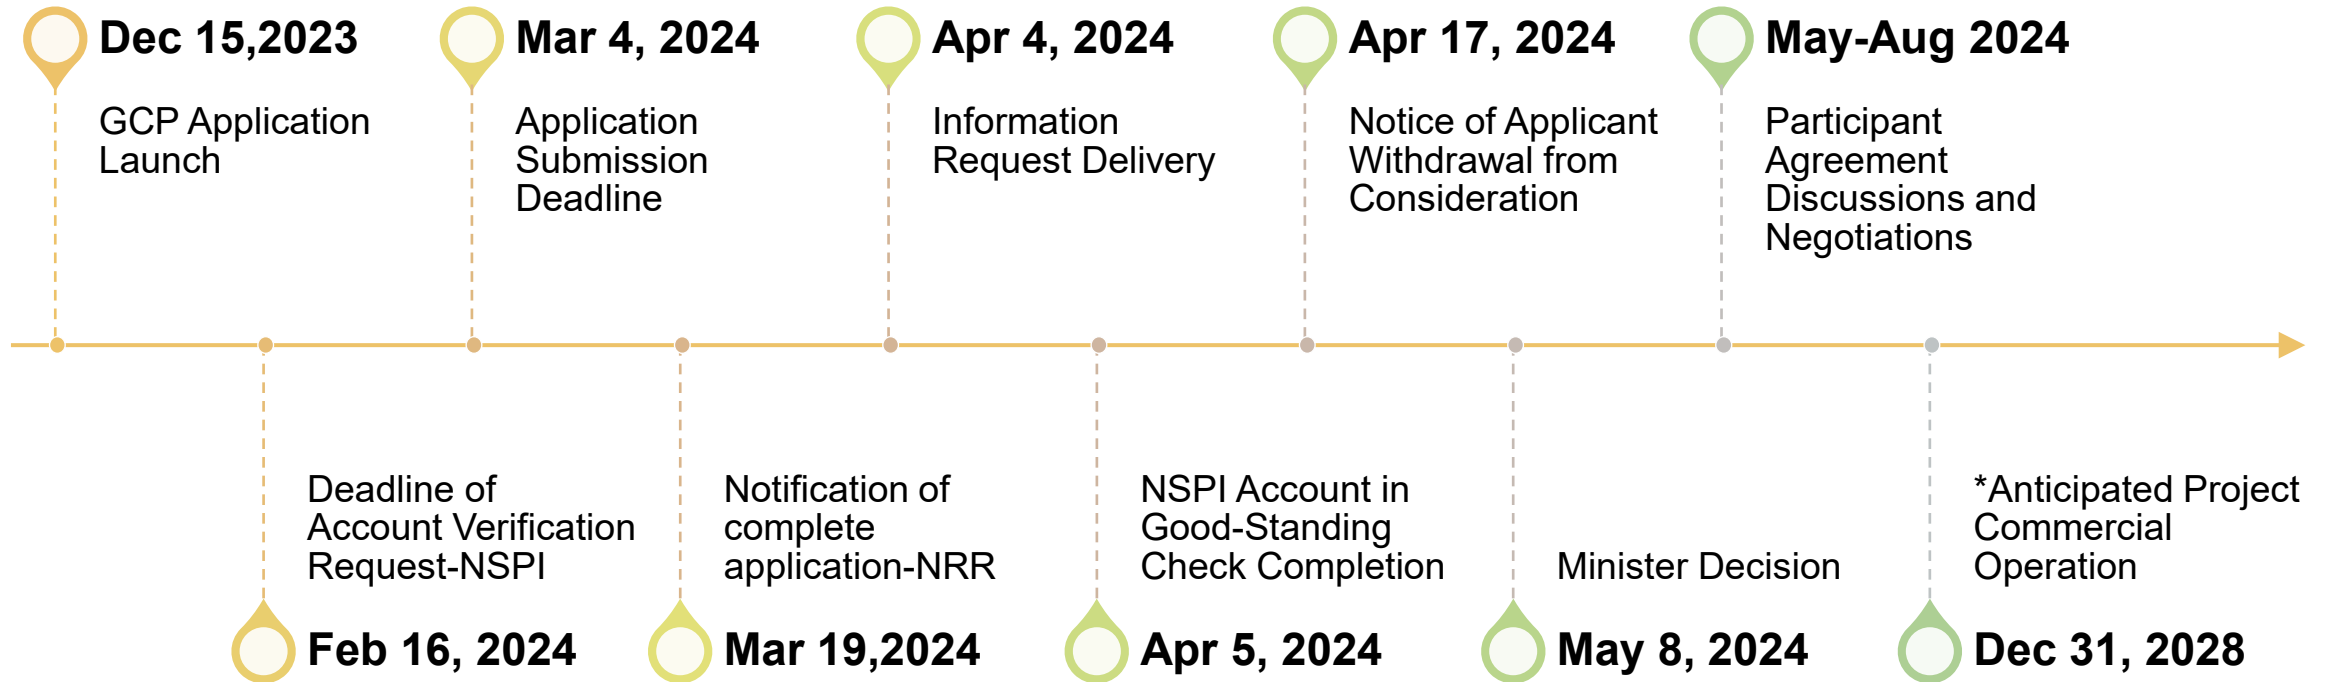 Dec 15,2023
GCP Application
Launch
Mar 4, 2024
Application
Submission
Deadline
Apr 4, 2024
Information
Request Delivery
Apr 17, 2024
Notice of Applicant
Withdrawal from
Consideration
May-Aug 2024
Participant
Agreement
Discussions and
Negotiations
Deadline of
Account Verification
Request-NSPI
Feb 16, 2024
Notification of
complete
application-NRR
Mar 19,2024
NSPI Account in
Good-Standing
Check Completion
Apr 5, 2024
Minister Decision
May 8, 2024
*Anticipated Project
Commercial
Operation
Dec 31, 2028